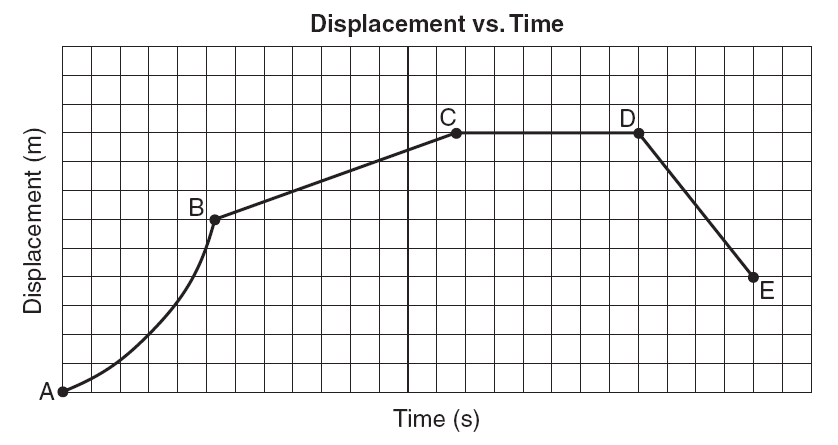 Displacement vs. Time
Displacement (m)
A
B
C
D
E
Time (s)